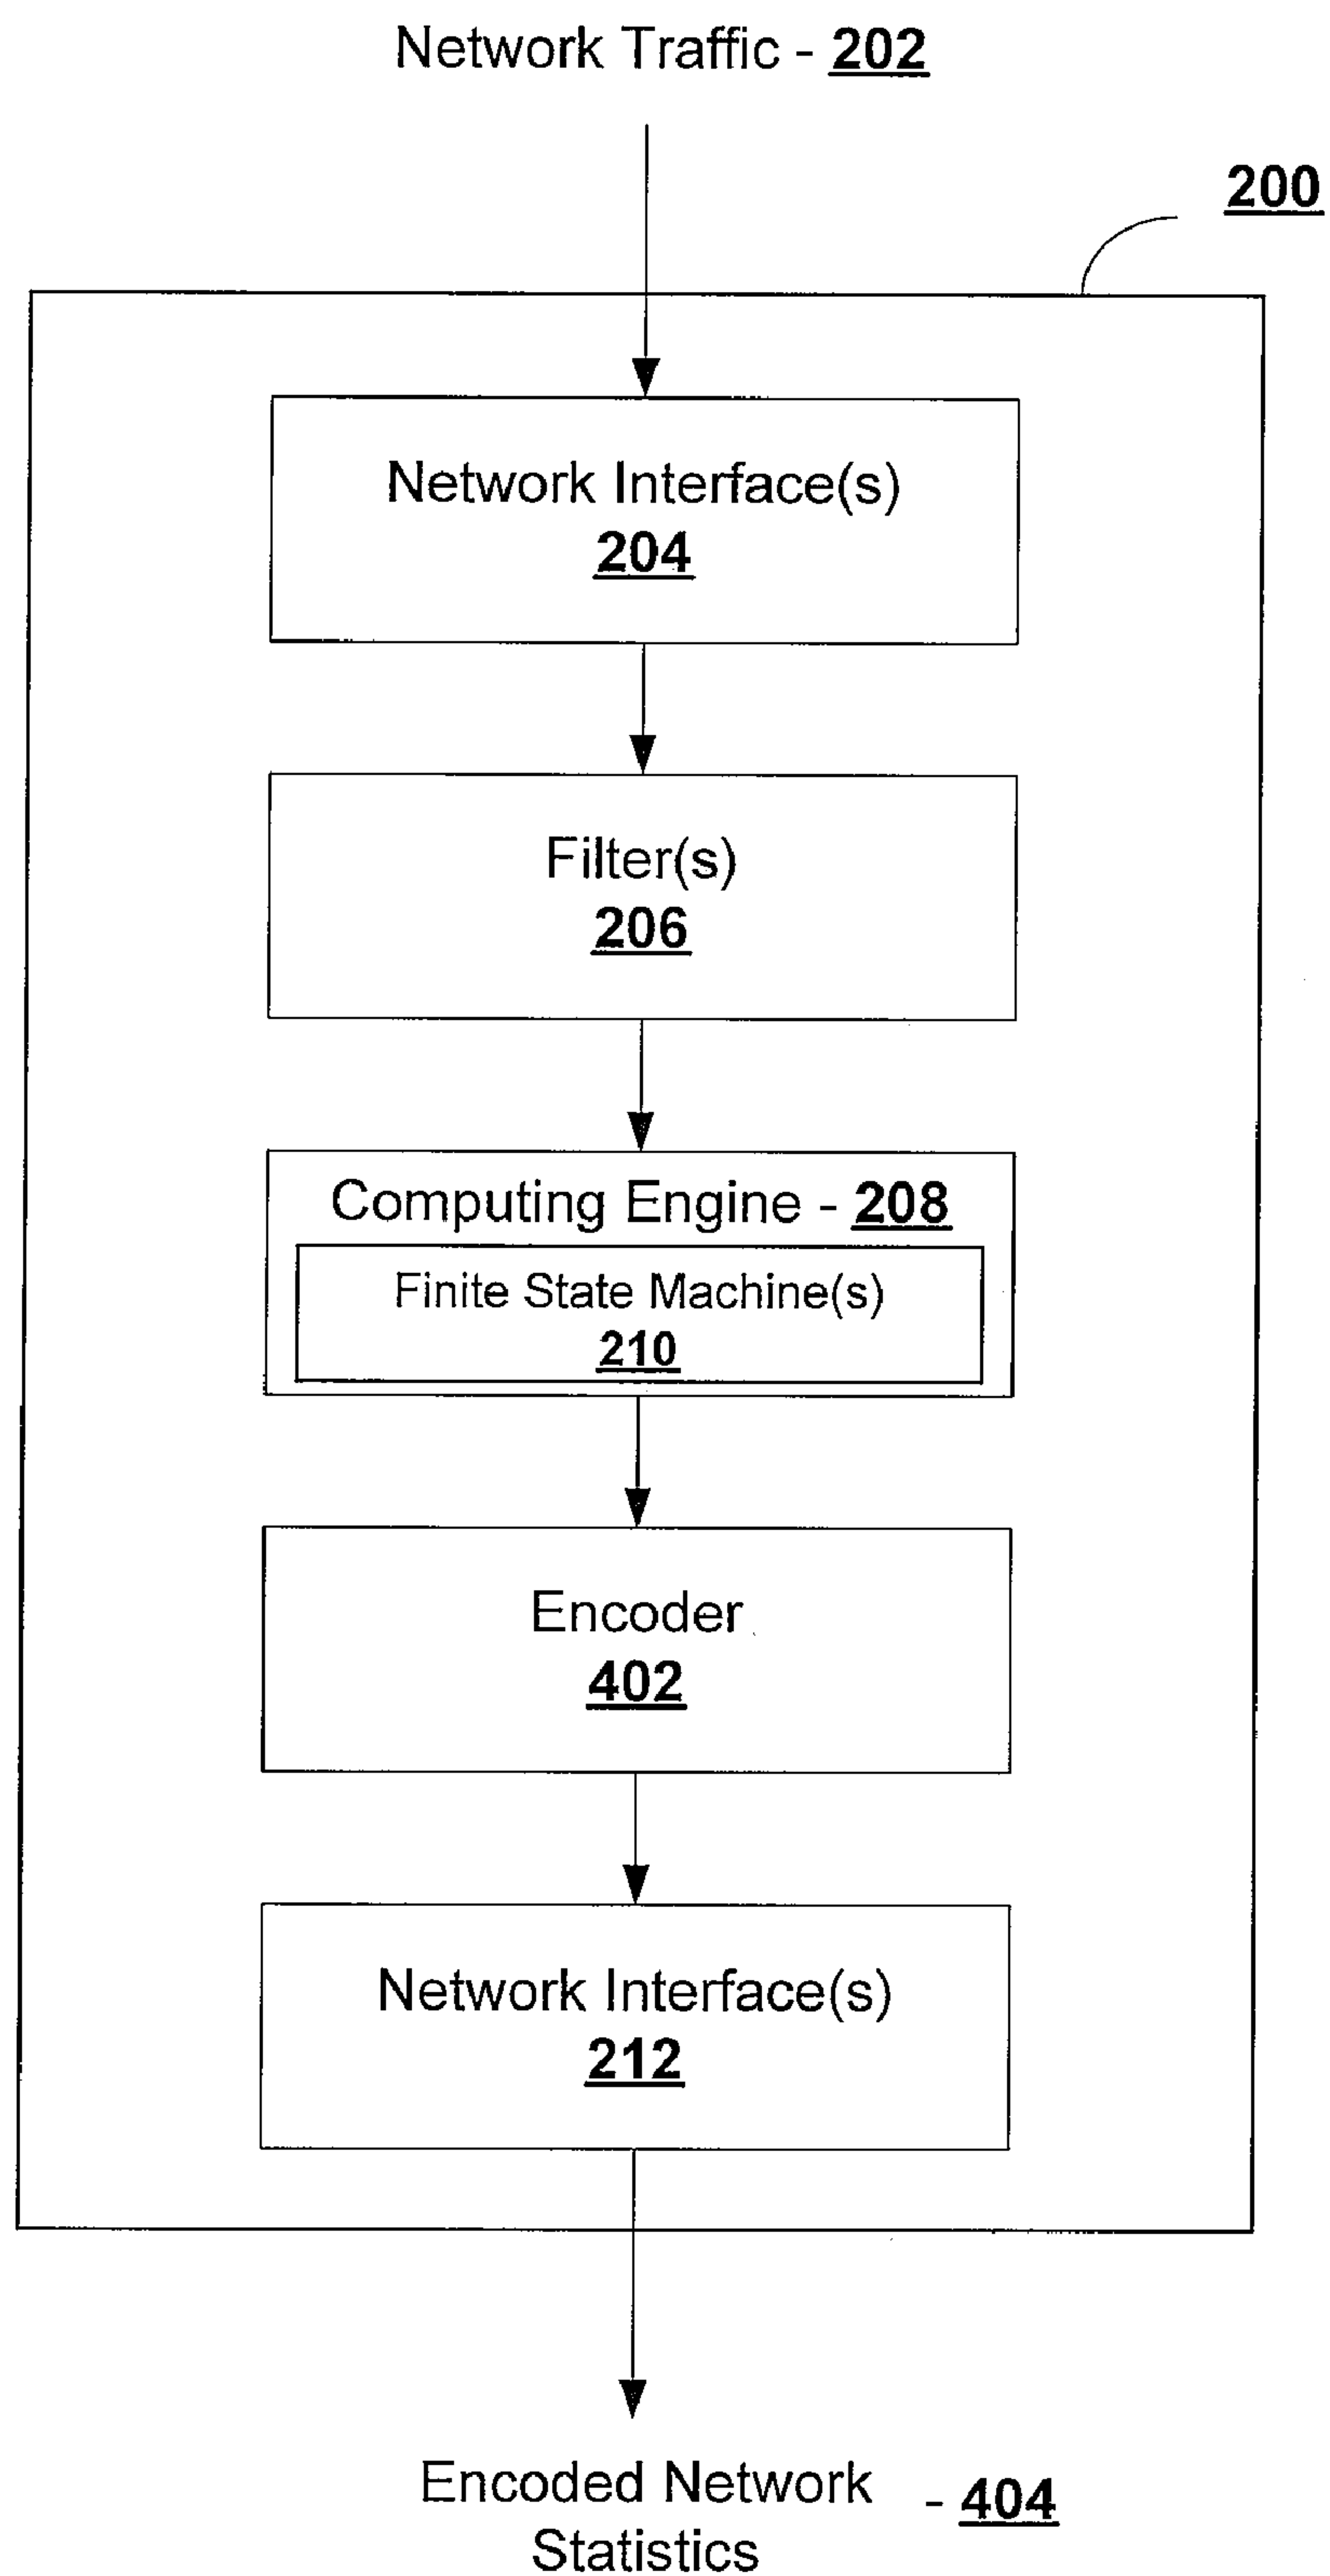 Network Traffic - 202
200
Network Interface(s)
204
Filter(s)
206
Computing Engine - 208
Finite State Machine(s)
210
Encoder
402
Network Interface(s)
212
Encoded Network - 404
Statistics